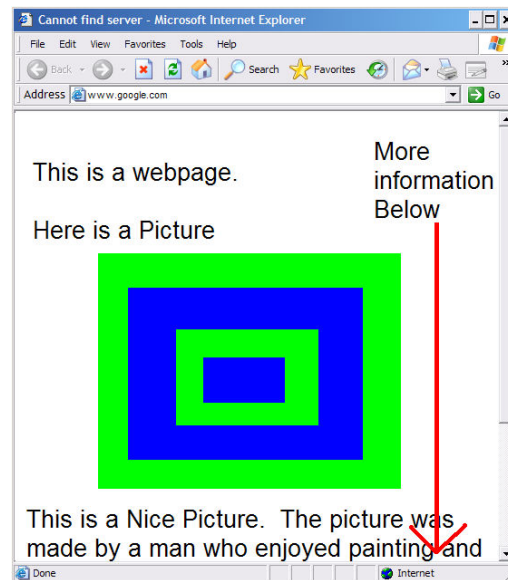 Cannot find server - Microsoft Internet Explorer
File Edit View Favorites Tools Help
Back Search Favorites
Address www.google.com Go
This is a webpage.
More
information
Below
Here is a Picture
This is a Nice Picture. The picture was
made by a man who enjoyed painting and
Done Internet